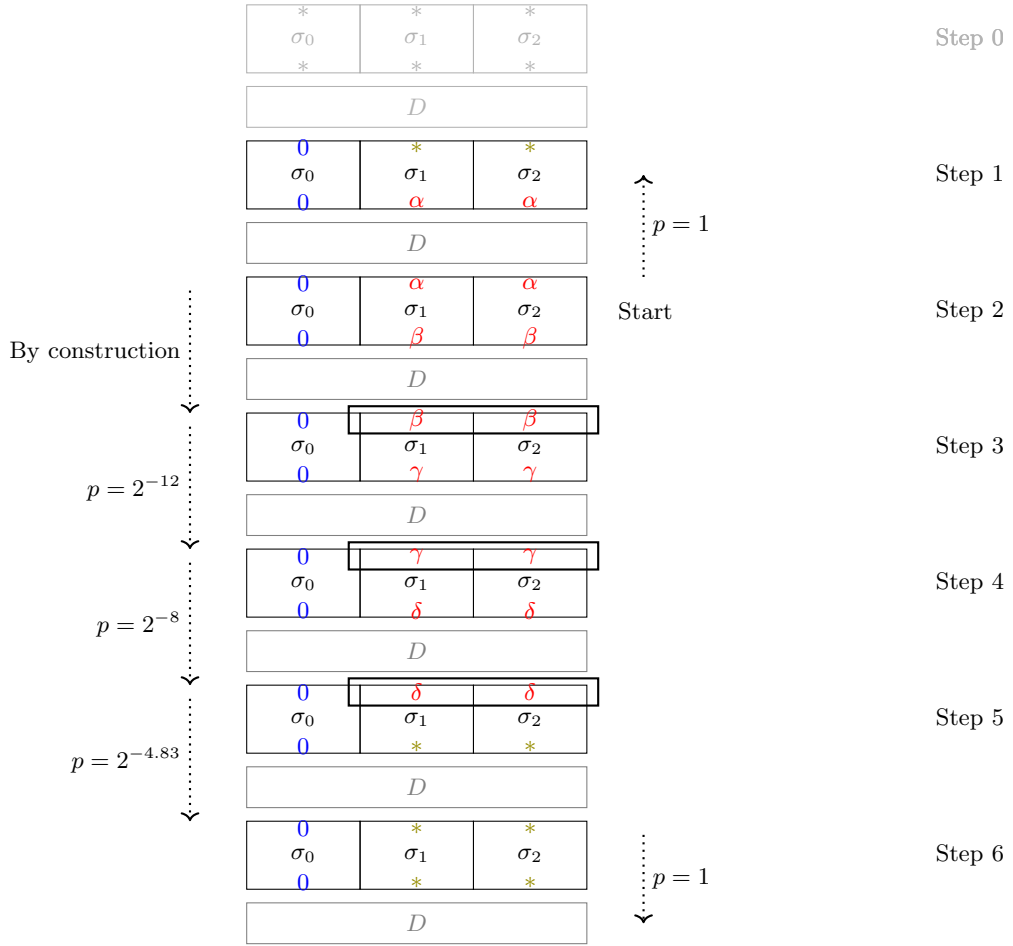 * * *
σ₀ σ₁ σ₂ Step 0
* * *
D
0 * *
σ₀ σ₁ σ₂ Step 1
0 α α
p = 1
D
0 α α
σ₀ σ₁ σ₂ Start Step 2
0 β β
By construction
D
0 β β
σ₀ σ₁ σ₂ Step 3
0 γ γ
p = 2⁻¹²
D
0 γ γ
σ₀ σ₁ σ₂ Step 4
0 δ δ
p = 2⁻⁸
D
0 δ δ
σ₀ σ₁ σ₂ Step 5
0 * *
p = 2^{−4.83}
D
0 * *
σ₀ σ₁ σ₂ Step 6
0 * *
p = 1
D